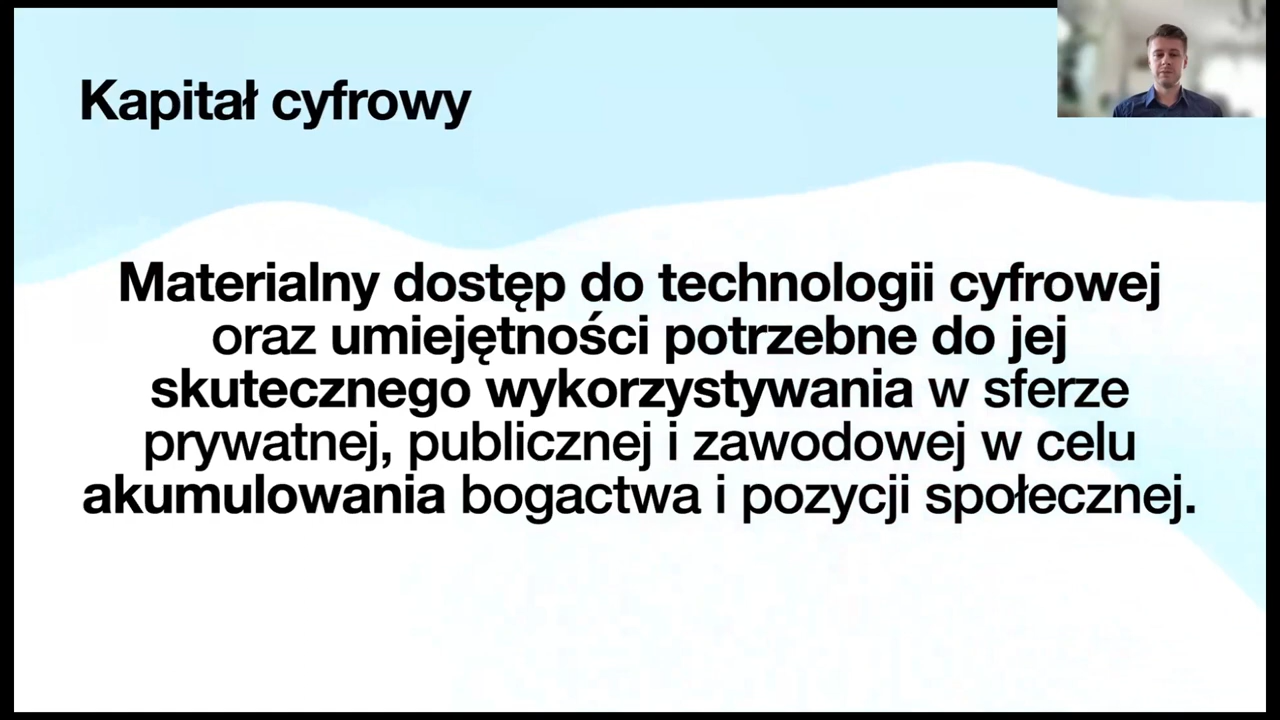 Kapitał cyfrowy
Materialny dostęp do technologii cyfrowej
oraz umiejętności potrzebne do jej
skutecznego wykorzystywania w sferze
prywatnej, publicznej i zawodowej w celu
akumulowania bogactwa i pozycji społecznej.